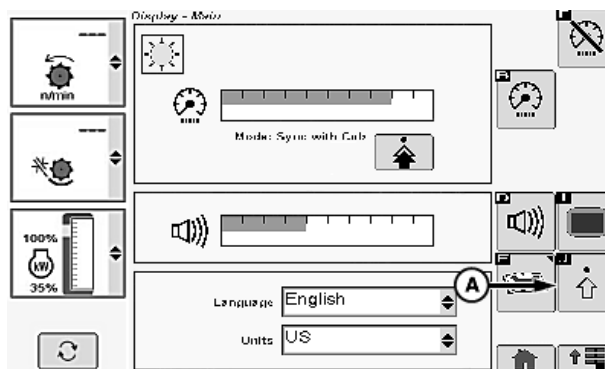 Display - Main
---
n/min
Mode: Sync with Cab
---
100%
kW
35%
Language English
A
Units US